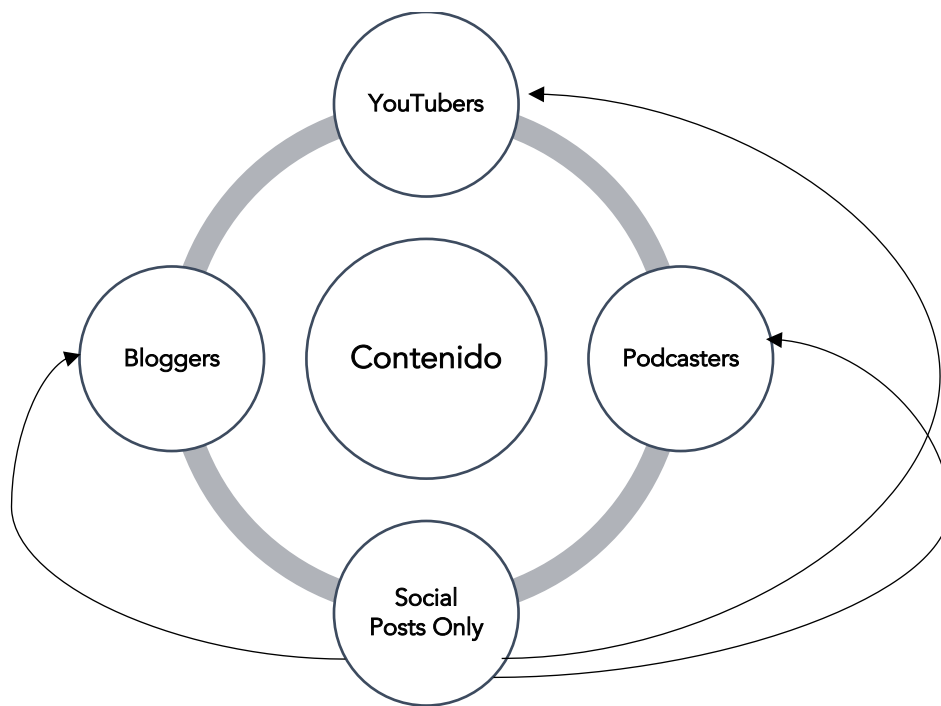 YouTubers
Bloggers
Contenido
Podcasters
Social
Posts Only